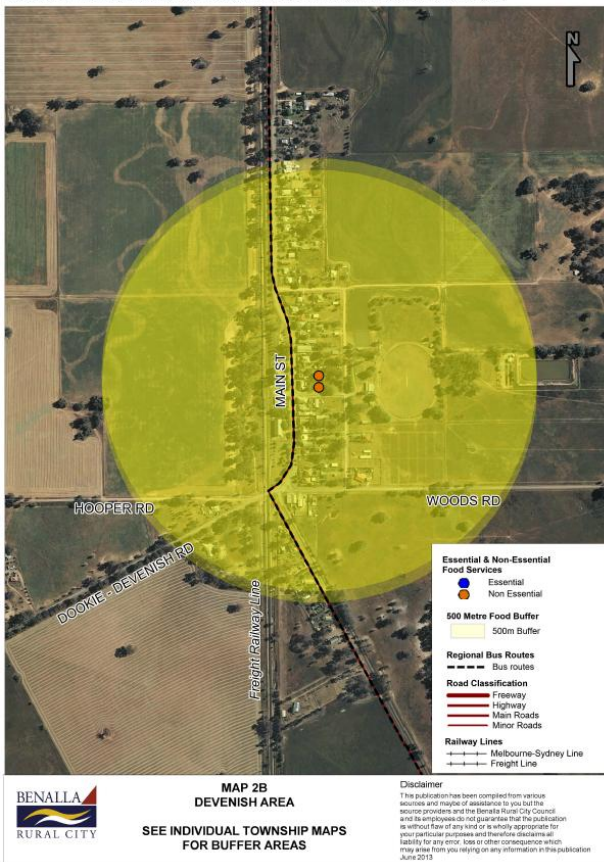 N
MAIN ST
HOOPER RD
WOODS RD
DOOKIE - DEVENISH RD
Freight Railway Line
Essential & Non-Essential
Food Services
Essential
Non Essential
500 Metre Food Buffer
500m Buffer
Regional Bus Routes
Bus routes
Road Classification
Freeway
Highway
Main Roads
Minor Roads
Railway Lines
Melbourne-Sydney Line
Freight Line
BENALLA
RURAL CITY
MAP 2B
DEVENISH AREA
SEE INDIVIDUAL TOWNSHIP MAPS
FOR BUFFER AREAS
Disclaimer
This publication has been compiled from various
sources and maybe of assistance to you but the
source providers and the Benalla Rural City Council
and its employees do not guarantee that the publication
is without flaw of any kind or is wholly appropriate for
your particular purposes and therefore disclaims all
liability for any error, loss or other consequence which
may arise from you relying on any information in this publication
June 2013